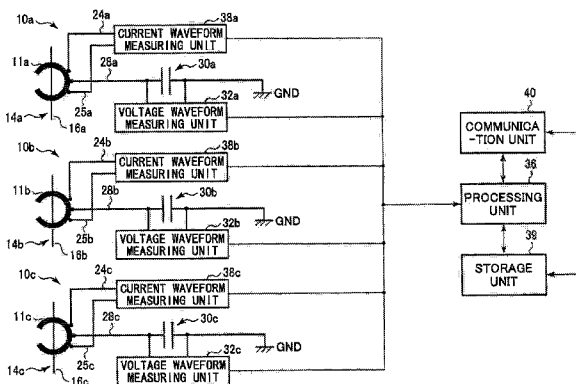 10a
24a
38a
CURRENT WAVEFORM
MEASURING UNIT
11a
28a
30a
GND
25a
32a
14a
16a
VOLTAGE WAVEFORM
MEASURING UNIT
10b
24b
38b
CURRENT WAVEFORM
MEASURING UNIT
11b
28b
30b
GND
25b
32b
14b
16b
VOLTAGE WAVEFORM
MEASURING UNIT
10c
24c
38c
CURRENT WAVEFORM
MEASURING UNIT
11c
28c
30c
GND
25c
32c
14c
16c
VOLTAGE WAVEFORM
MEASURING UNIT
40
COMMUNICA
-TION UNIT
36
PROCESSING
UNIT
39
STORAGE
UNIT